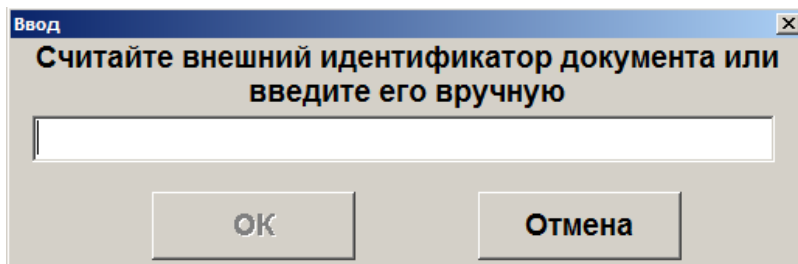 Ввод
Считайте внешний идентификатор документа или
введите его вручную
ОК
Отмена